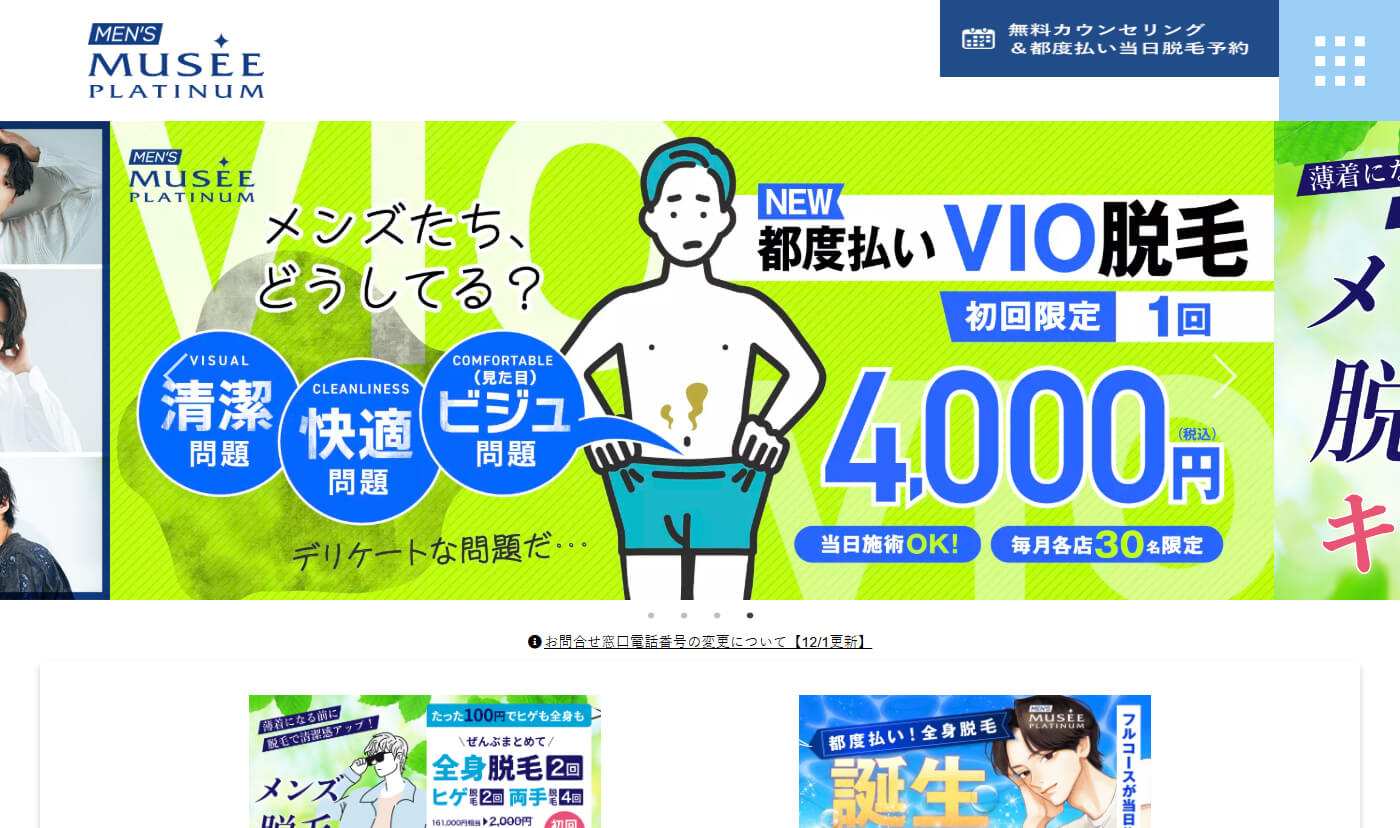 MEN'S
MUSÉE
PLATINUM
無料カウンセリング
＆都度払い当日脱毛予約
MEN'S
MUSÉE
PLATINUM
メンズたち、
どうしてる？
VISUAL
清潔
問題
CLEANLINESS
快適
問題
COMFORTABLE
（見た目）
ビジュ
問題
デリケートな問題だ・・・
VIO
NEW
都度払いVIO脱毛
初回限定 1回
4,000円
（税込）
当日施術OK!
毎月各店30名限定
VIO
薄着にな
メ
脱
キ
お問合せ窓口電話番号の変更について【12/1更新】
薄着になる前に
脱毛で清潔感アップ！
メンズ
脱毛
たった100円でヒゲも全身も
\ぜんぶまとめて/
全身脱毛2回
ヒゲ脱毛2回 両手脱毛4回
161,000円相当▶2,000円
初回
都度払い！全身脱毛
誕生
MEN'S
MUSÉE
PLATINUM
フルコースが当日